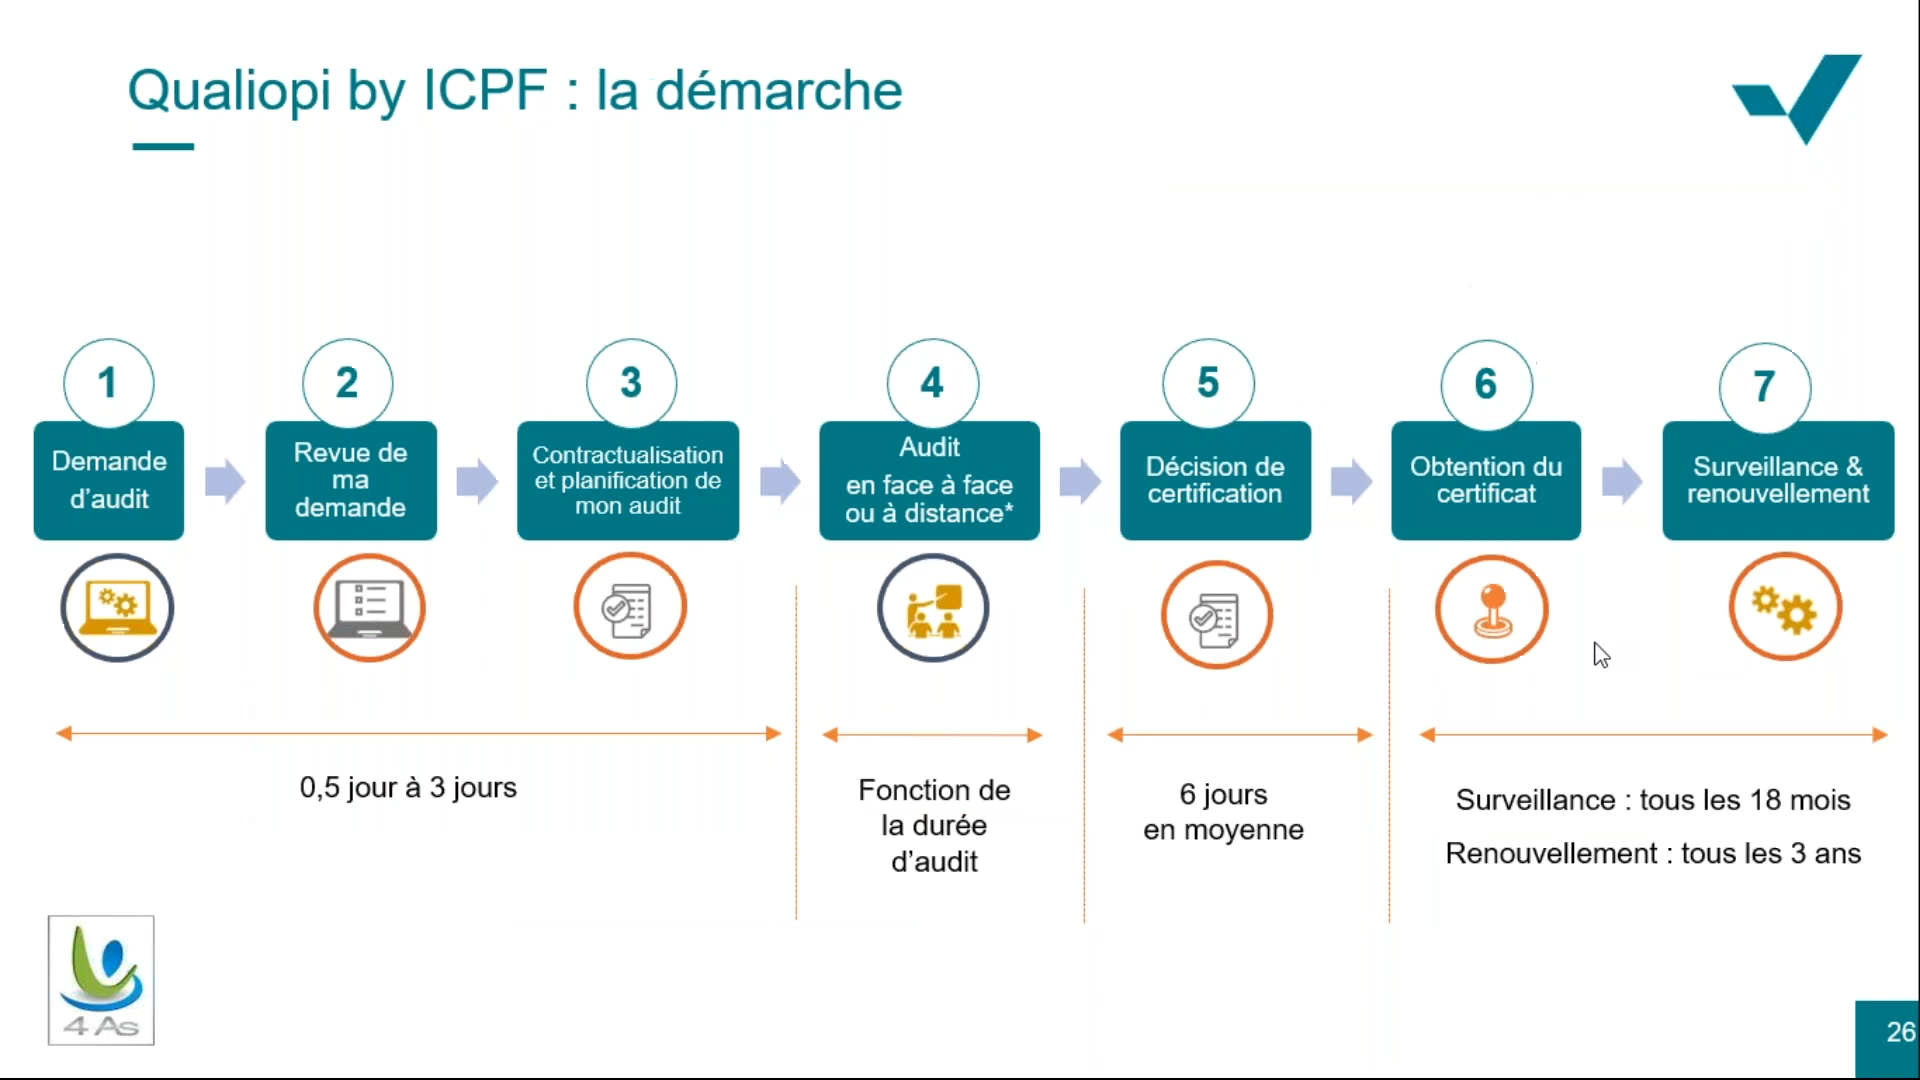 Qualiopi by ICPF : la démarche
1
2
3
4
5
6
7
Demande
d’audit
Revue de
ma
demande
Contractualisation
et planification de
mon audit
Audit
en face à face
ou à distance*
Décision de
certification
Obtention du
certificat
Surveillance &
renouvellement
0,5 jour à 3 jours
Fonction de
la durée
d’audit
6 jours
en moyenne
Surveillance : tous les 18 mois
Renouvellement : tous les 3 ans
4 As
26